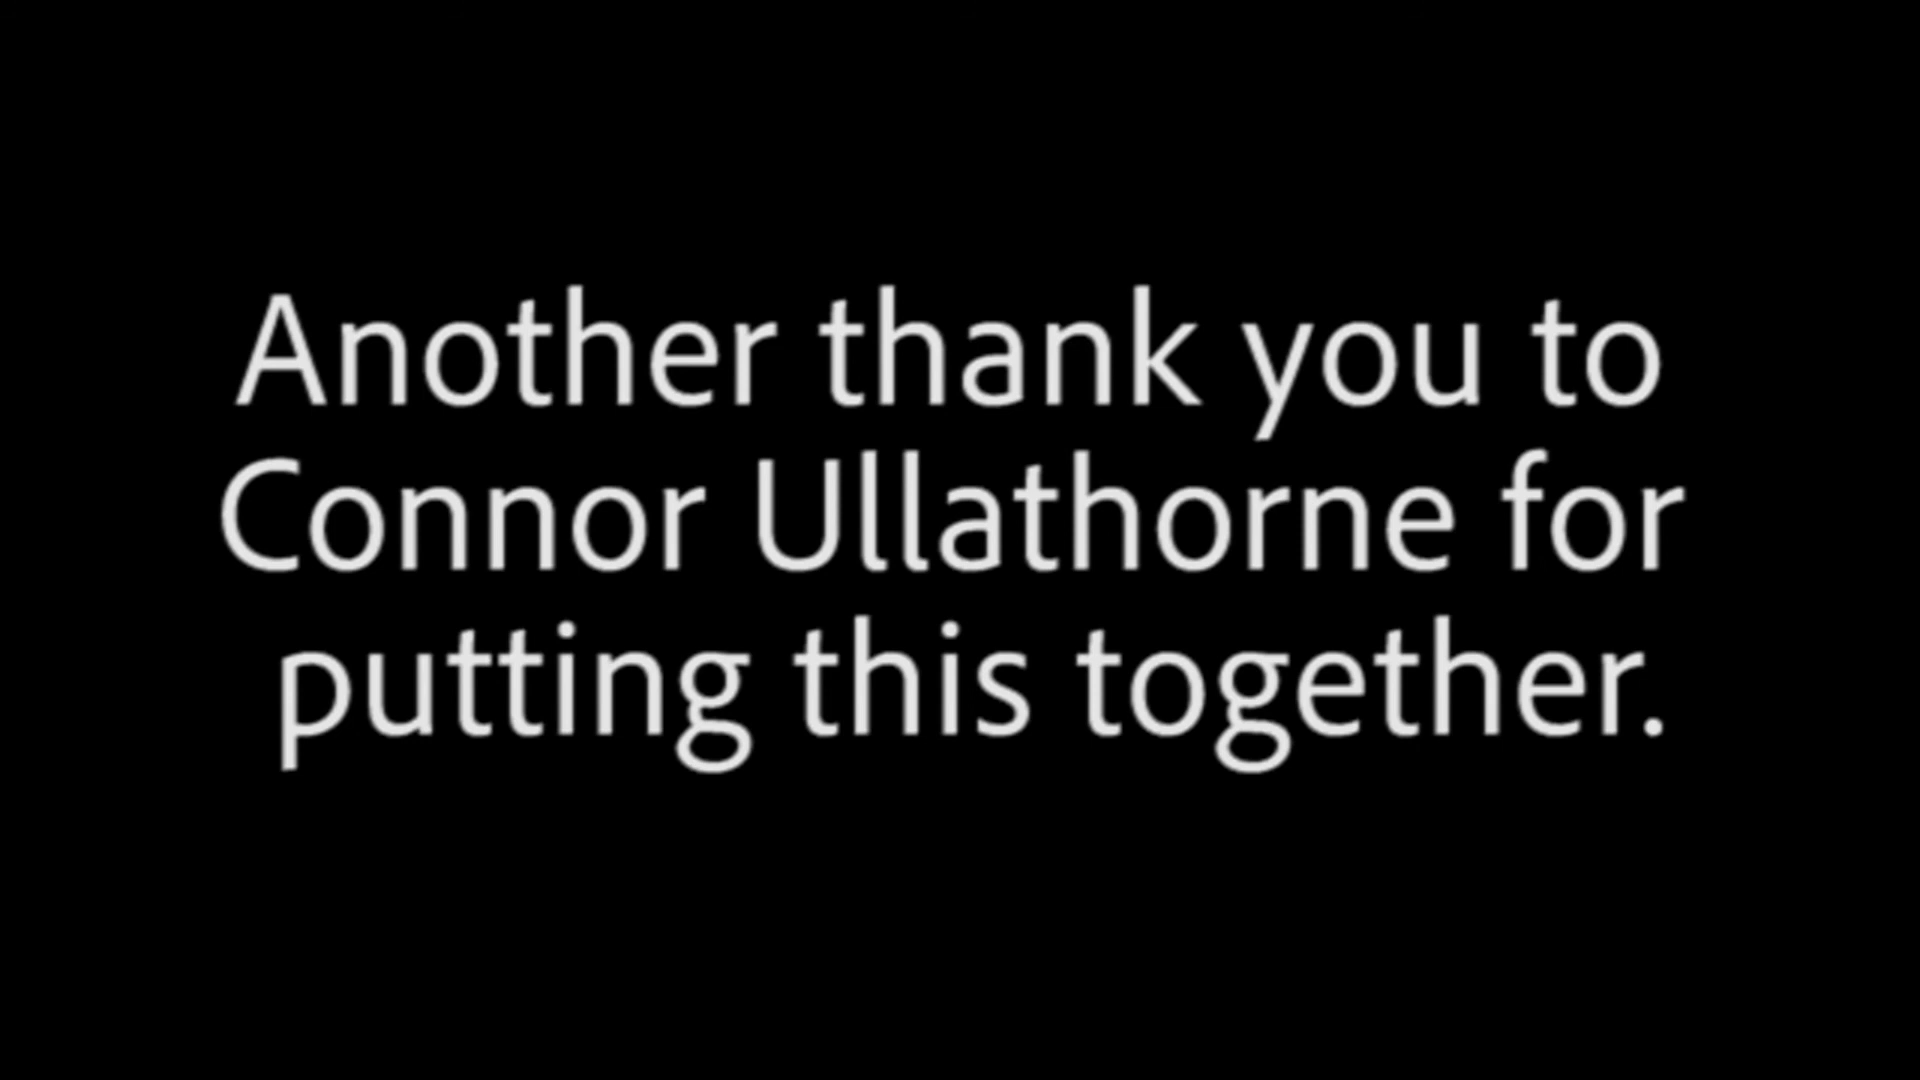 Another thank you to
Connor Ullathorne for
putting this together.